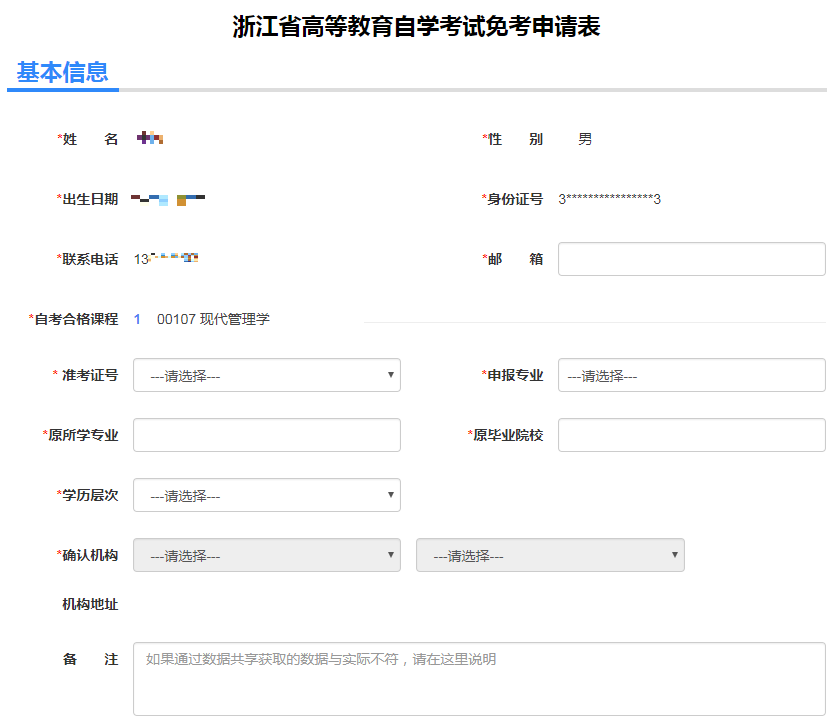 浙江省高等教育自学考试免考申请表
基本信息
*姓 名
*性 别 男
*出生日期
*身份证号 3****************3
*联系电话 13
*邮 箱
*自考合格课程 1 00107 现代管理学
* 准考证号 ---请选择---
*申报专业 ---请选择---
*原所学专业
*原毕业院校
*学历层次 ---请选择---
*确认机构 ---请选择--- ---请选择---
机构地址
备 注 如果通过数据共享获取的数据与实际不符，请在这里说明